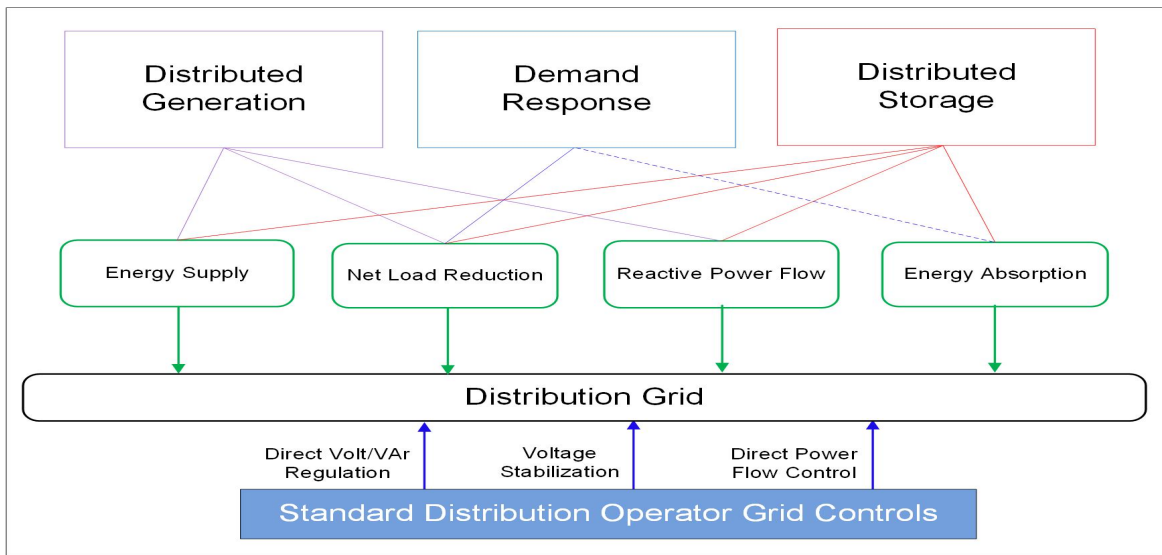 Distributed
Generation
Demand
Response
Distributed
Storage
Energy Supply
Net Load Reduction
Reactive Power Flow
Energy Absorption
Distribution Grid
Direct Volt/VAr
Regulation
Voltage
Stabilization
Direct Power
Flow Control
Standard Distribution Operator Grid Controls